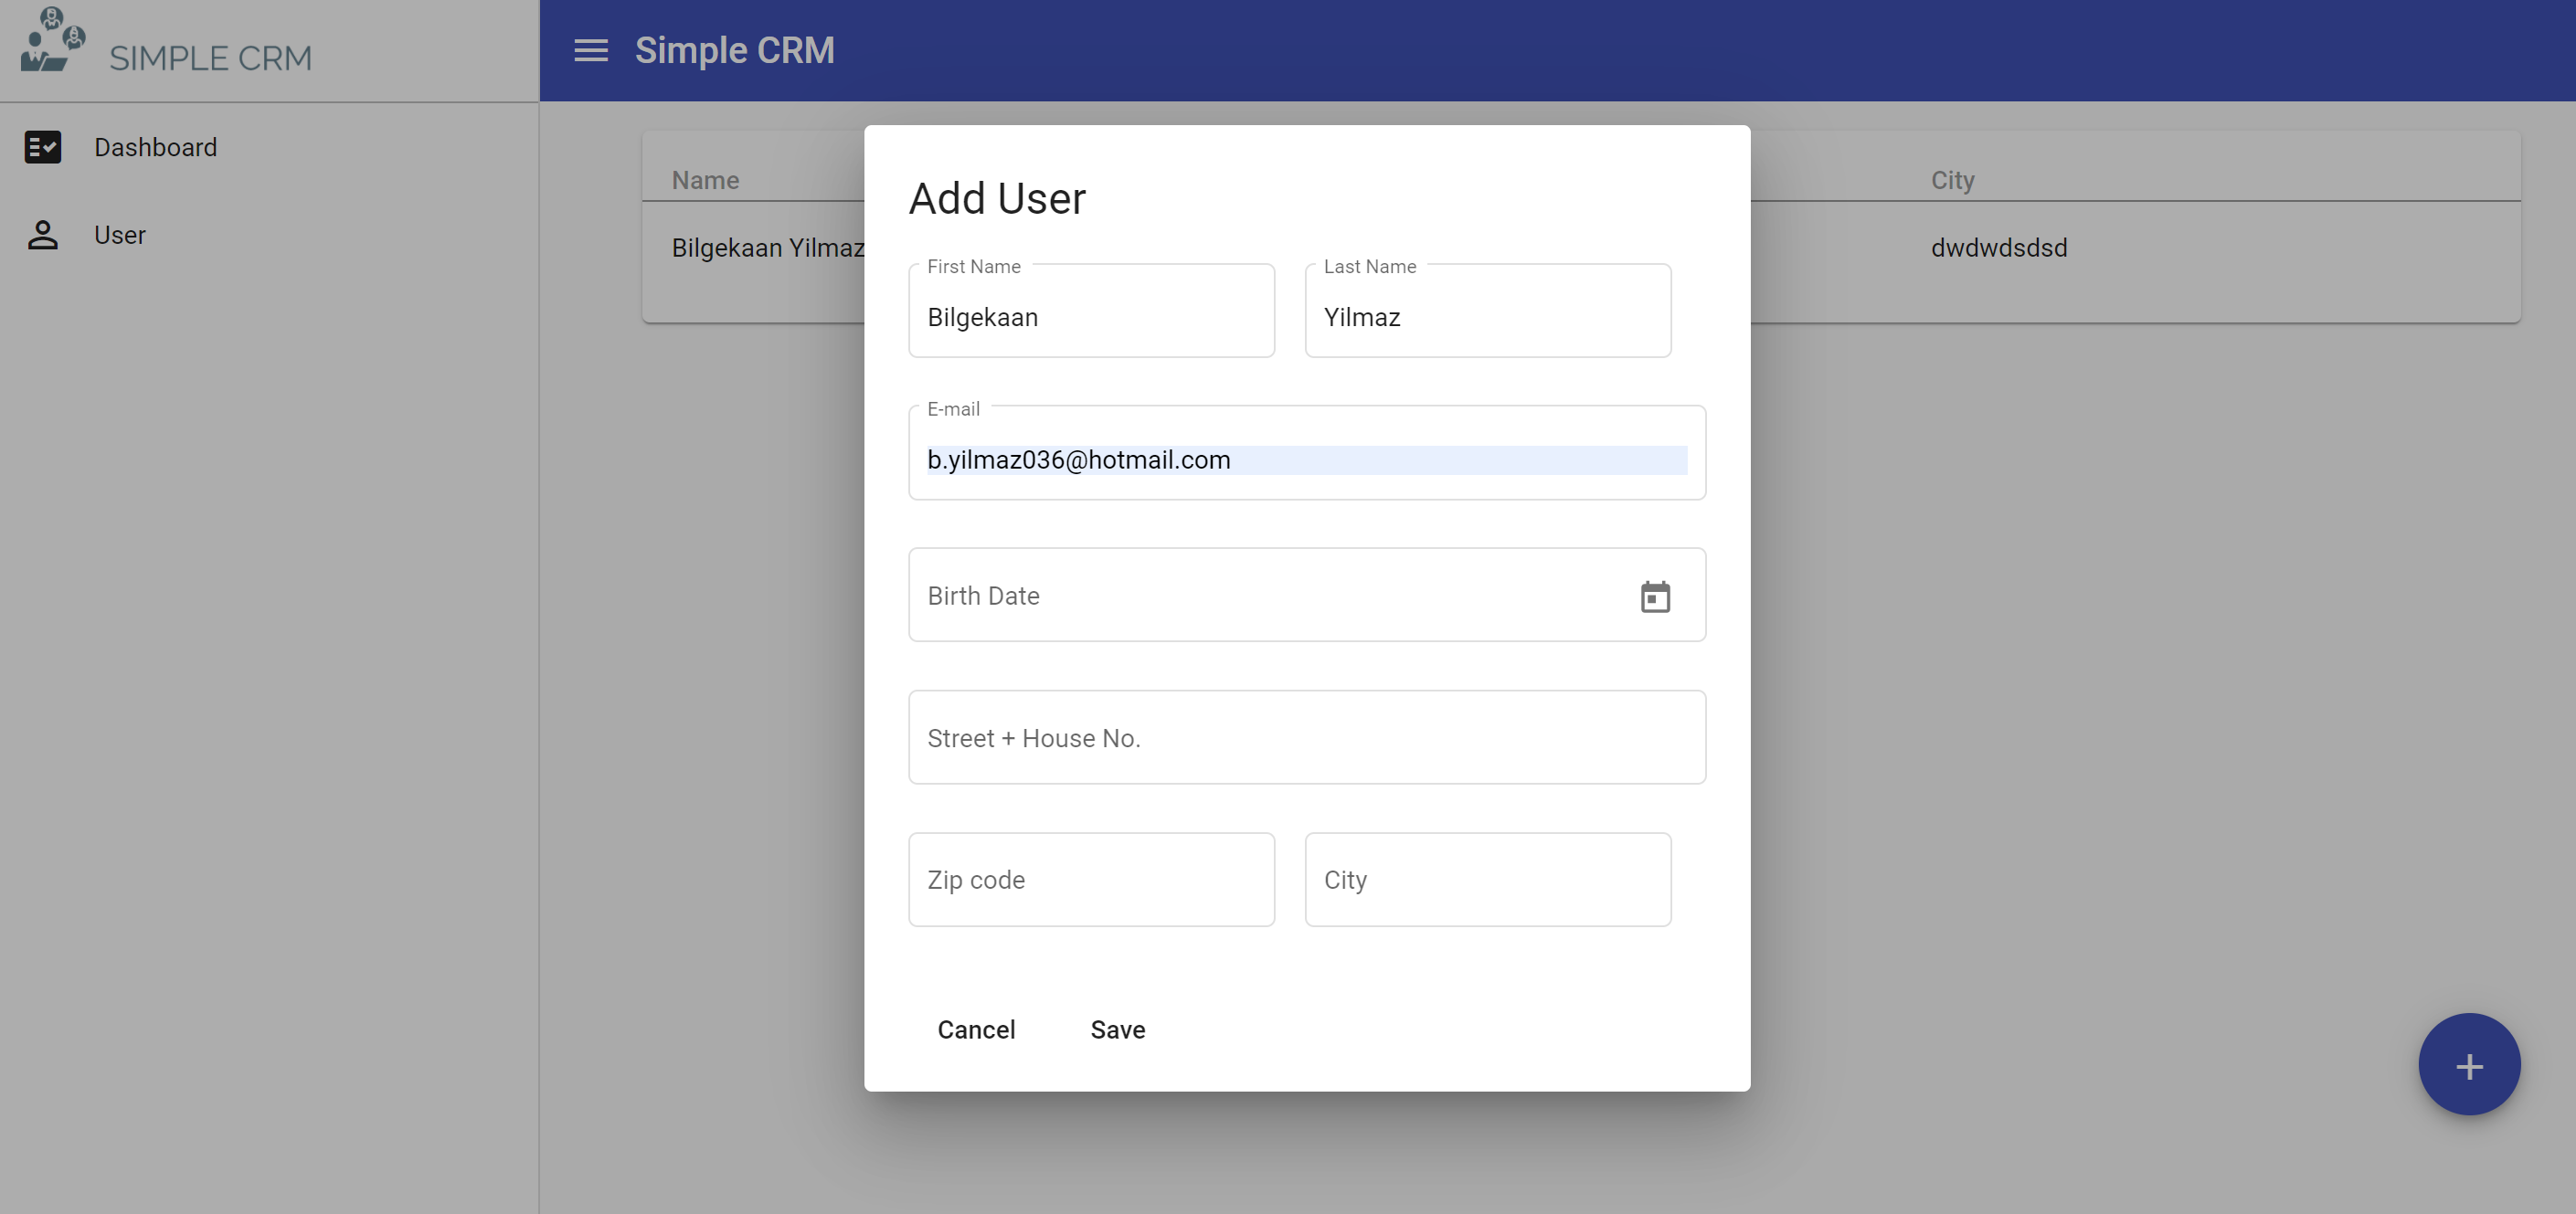 SIMPLE CRM
Simple CRM
Dashboard
User
Name
City
Bilgekaan Yilmaz
dwdwdsdsd
Add User
First Name
Last Name
Bilgekaan
Yilmaz
E-mail
b.yilmaz036@hotmail.com
Birth Date
Street + House No.
Zip code
City
Cancel
Save
+